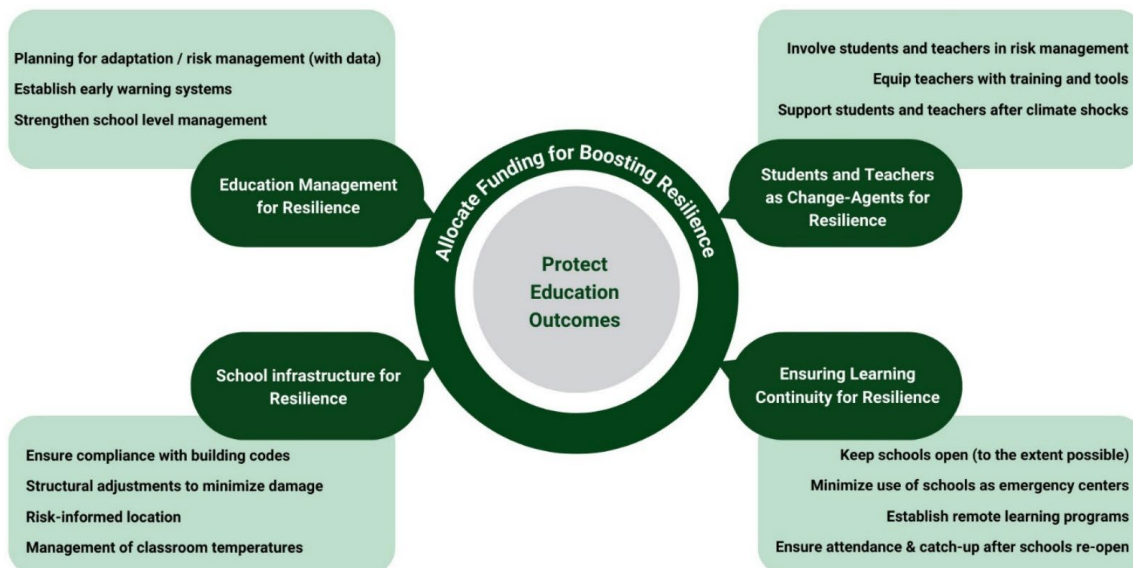 Planning for adaptation / risk management (with data)
Establish early warning systems
Strengthen school level management
Education Management
for Resilience
Involve students and teachers in risk management
Equip teachers with training and tools
Support students and teachers after climate shocks
Students and Teachers
as Change-Agents for
Resilience
Allocate Funding for Boosting Resilience
Protect
Education
Outcomes
School infrastructure for
Resilience
Ensure compliance with building codes
Structural adjustments to minimize damage
Risk-informed location
Management of classroom temperatures
Ensuring Learning
Continuity for Resilience
Keep schools open (to the extent possible)
Minimize use of schools as emergency centers
Establish remote learning programs
Ensure attendance & catch-up after schools re-open